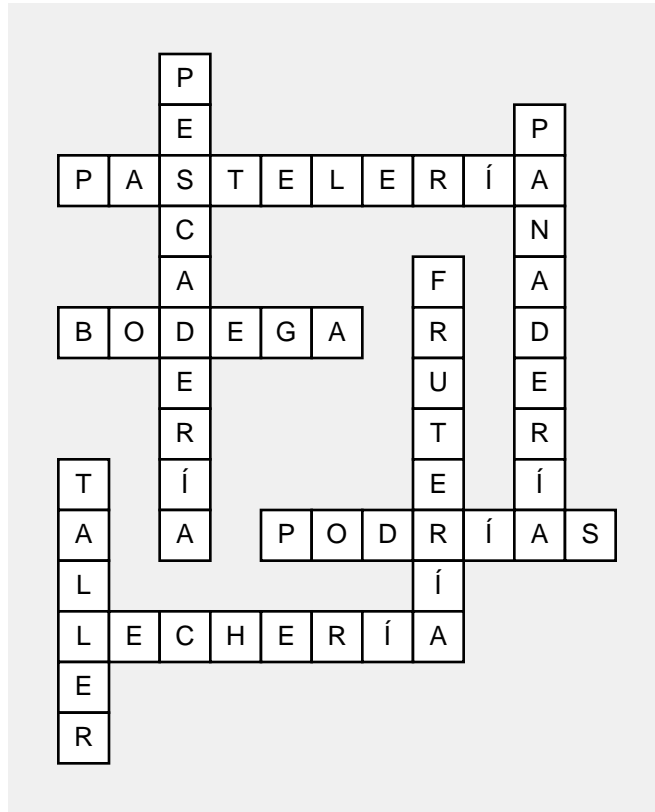 PESCADERÍA
PANADERÍA
PASTELERÍA
FRUTERÍA
BODEGA
TALLER
PODRÍAS
LECHERÍA